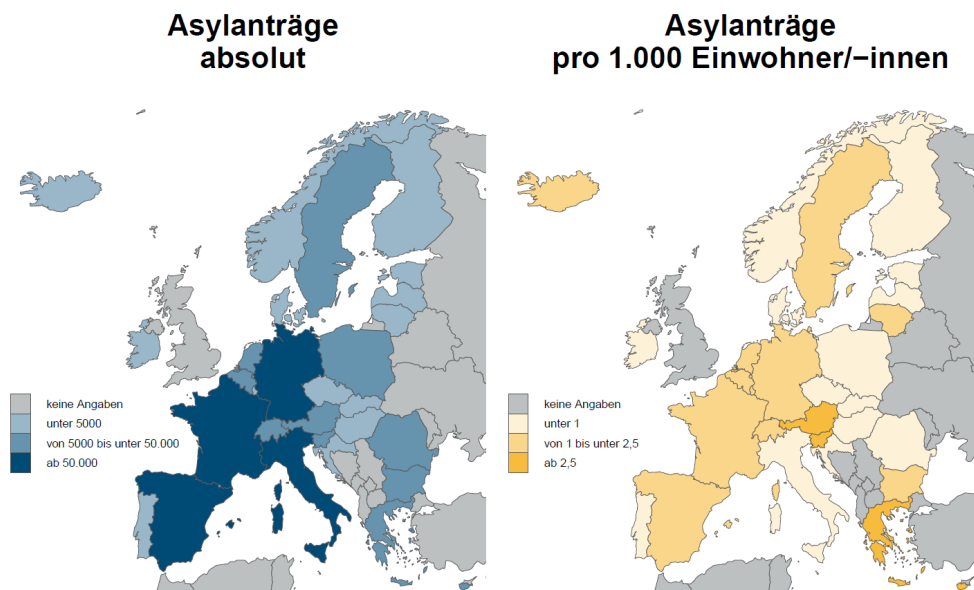 Asylanträge
absolut
Asylanträge
pro 1.000 Einwohner/−innen
keine Angaben
unter 5000
von 5000 bis unter 50.000
ab 50.000
keine Angaben
unter 1
von 1 bis unter 2,5
ab 2,5